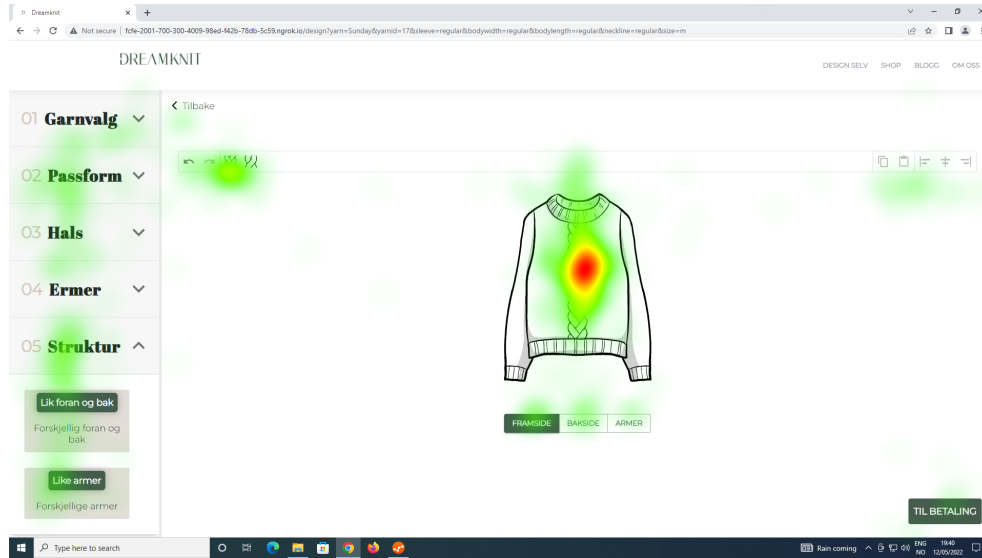 Dreamknit
Not secure | fcfe-2001-700-300-4009-98ed-f42b-78db-5c59.ngrok.io/design?yarn=Sunday&yarnid=17&sleeve=regular&bodywidth=regular&bodylength=regular&neckline=regular&size=m
DREAMKNIT
DESIGN SELV SHOP BLOGG OM OSS
Tilbake
01 Garnvalg
02 Passform
03 Hals
04 Ermer
05 Struktur
Lik foran og bak
Forskjellig foran og
bak
Like armer
Forskjellige armer
FRAMSIDE BAKSIDE ARMER
TIL BETALING
Type here to search
Rain coming
ENG
NO
19:40
12/05/2022